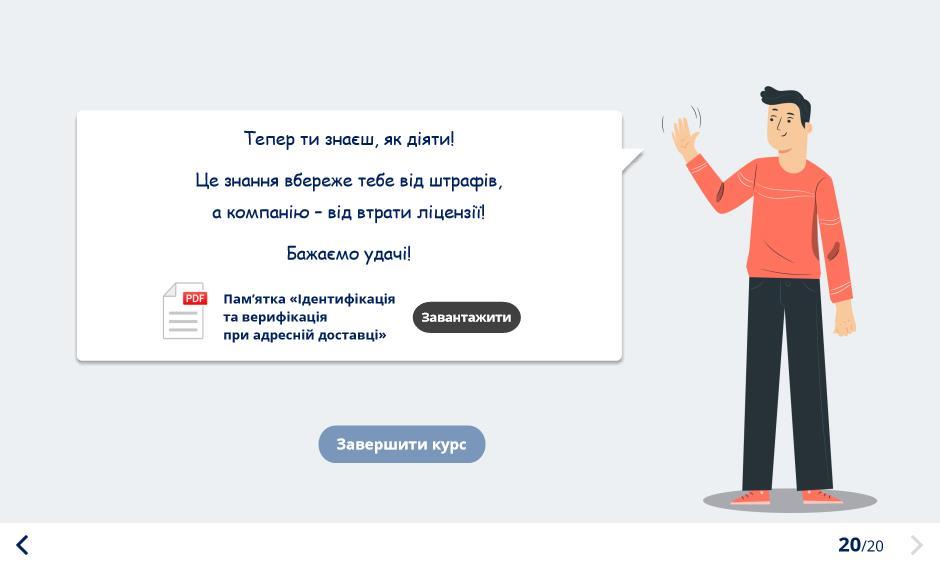 Тепер ти знаєш, як діяти!
Це знання вбереже тебе від штрафів,
а компанію – від втрати ліцензії!
Бажаємо удачі!
PDF
Пам’ятка «Ідентифікація
та верифікація
при адресній доставці»
Завантажити
Завершити курс
20/20